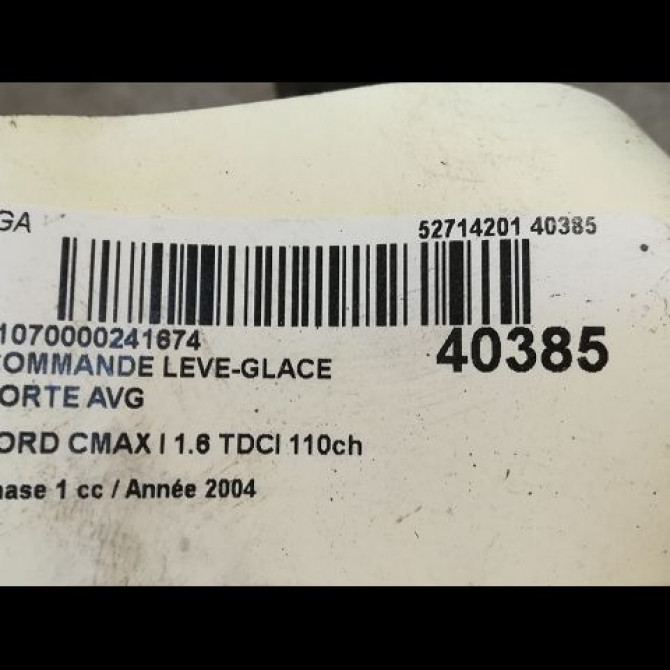 GA
52714201 40385
1070000241674
40385
COMMANDE LEVE-GLACE
ORTE AVG
ORD CMAX I 1.6 TDCI 110ch
hase 1 cc / Année 2004